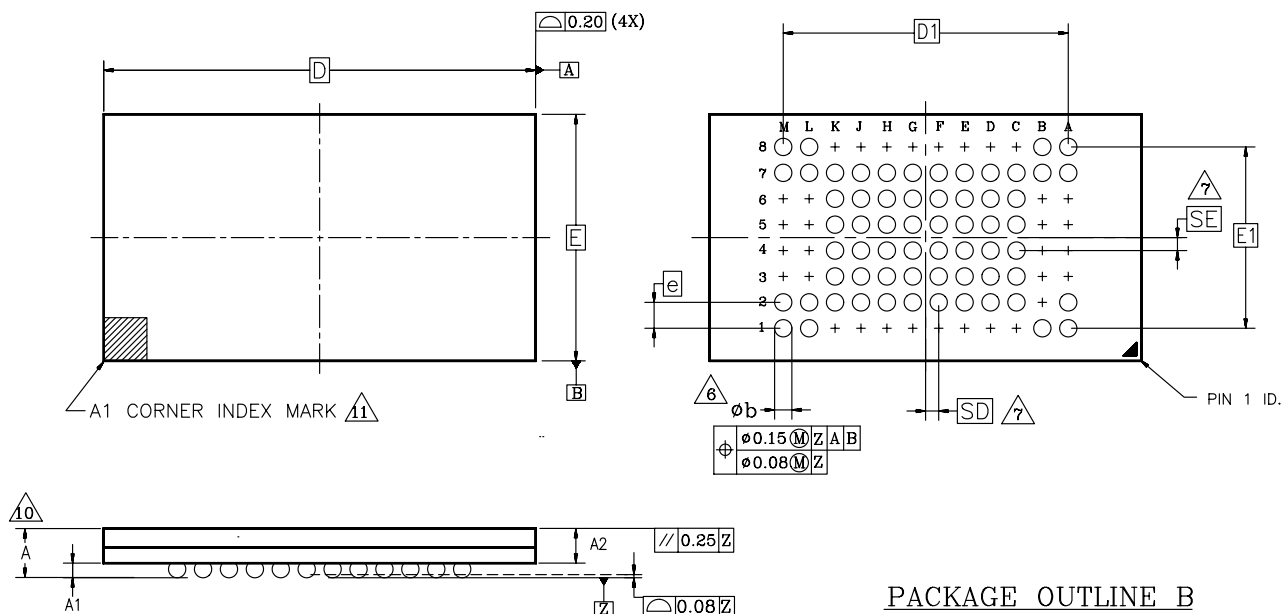 ⌓ 0.20 (4X)
D
A
D1
M L K J H G F E D C B A
8
7
6
5
4
3
2
1
7
SE
E1
E
e
B
A1 CORNER INDEX MARK 11
6
øb
SD 7
PIN 1 ID.
⌖ ø0.15 Ⓜ Z A B
ø0.08 Ⓜ Z
10
A
A2
// 0.25 Z
A1
Z
⌓ 0.08 Z
PACKAGE OUTLINE B